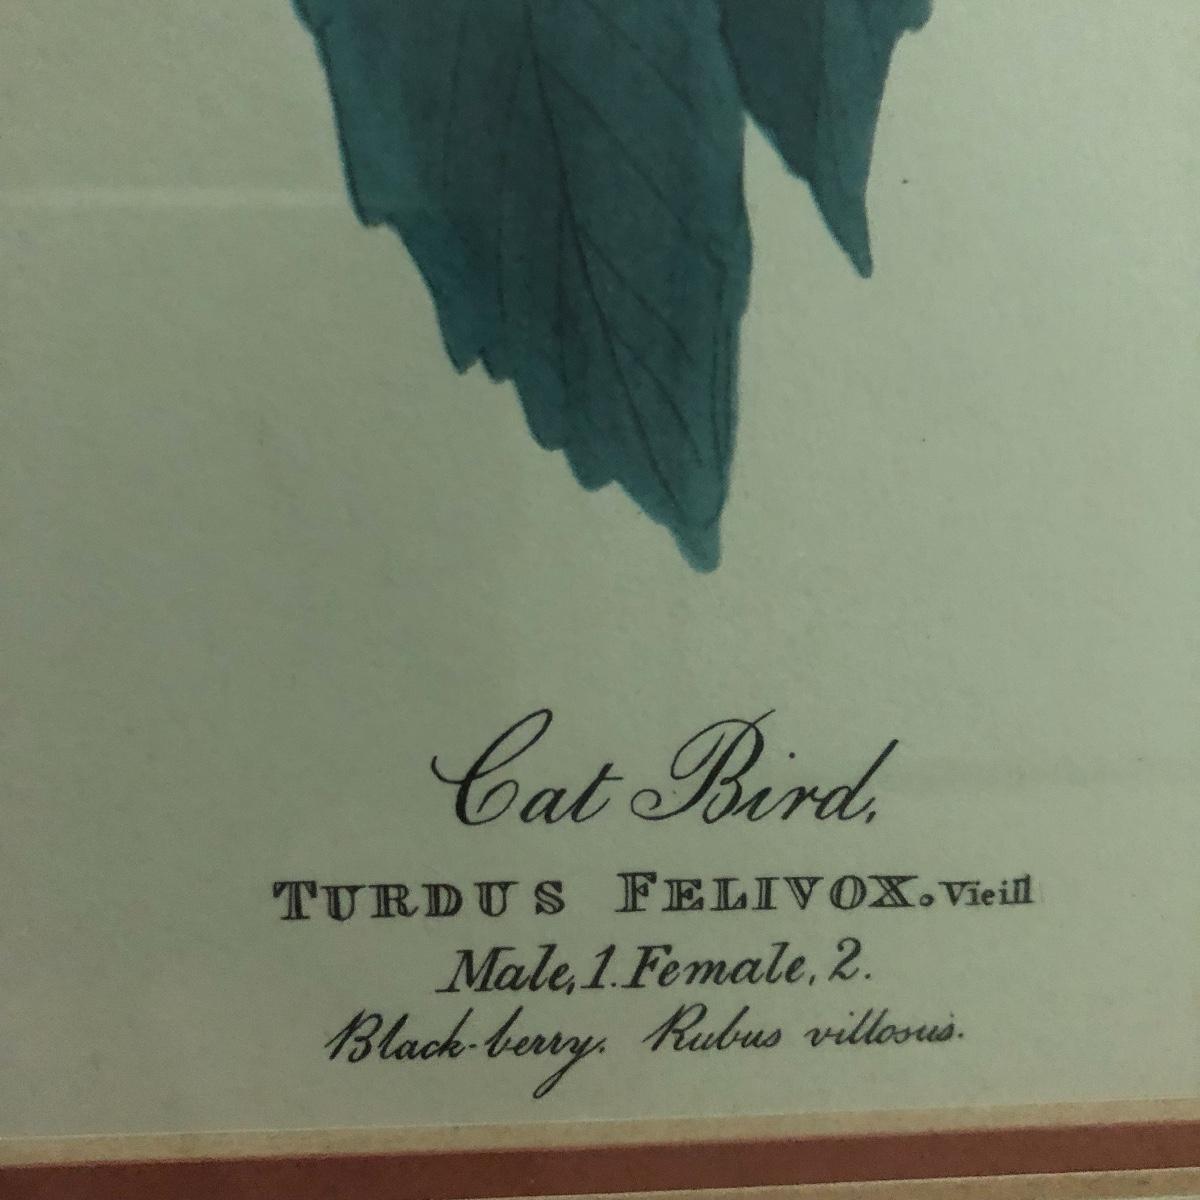 Cat Bird,
TURDUS FELIVOX. Vieill
Male, 1. Female, 2.
Black-berry. Rubus villosus.